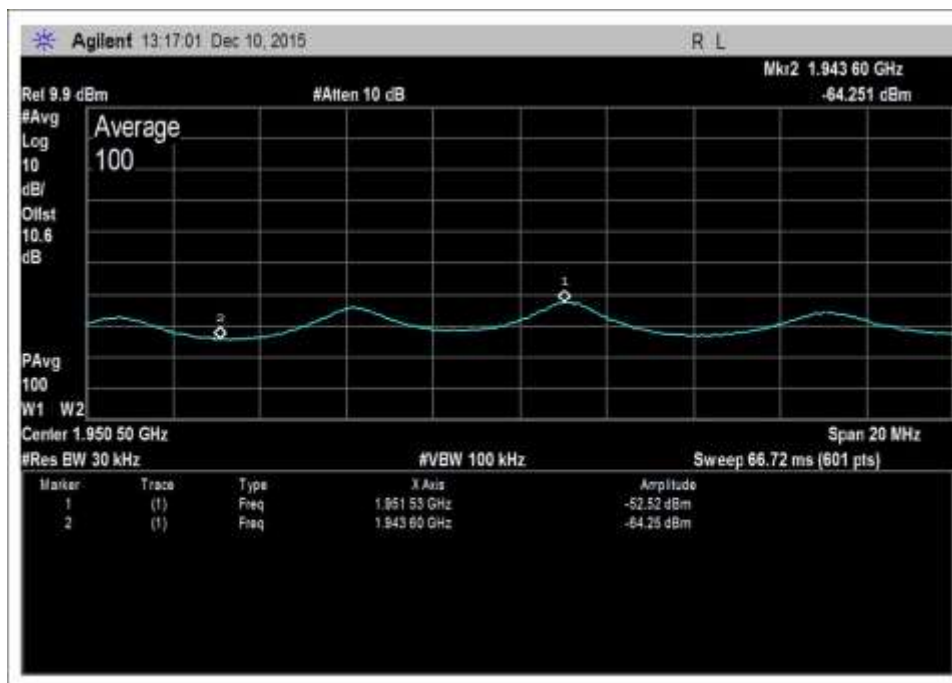 Agilent 13:17:01 Dec 10, 2015 R L
Mkr2 1.943 60 GHz
Ref 9.9 dBm #Atten 10 dB -64.251 dBm
#Avg
Log
10
dB/
Offst
10.6
dB
Average
100
1
2
PAvg
100
W1 W2
Center 1.950 50 GHz Span 20 MHz
#Res BW 30 kHz #VBW 100 kHz Sweep 66.72 ms (601 pts)
Marker Trace Type X Axis Amplitude
1 (1) Freq 1.951 53 GHz -52.52 dBm
2 (1) Freq 1.943 60 GHz -64.25 dBm